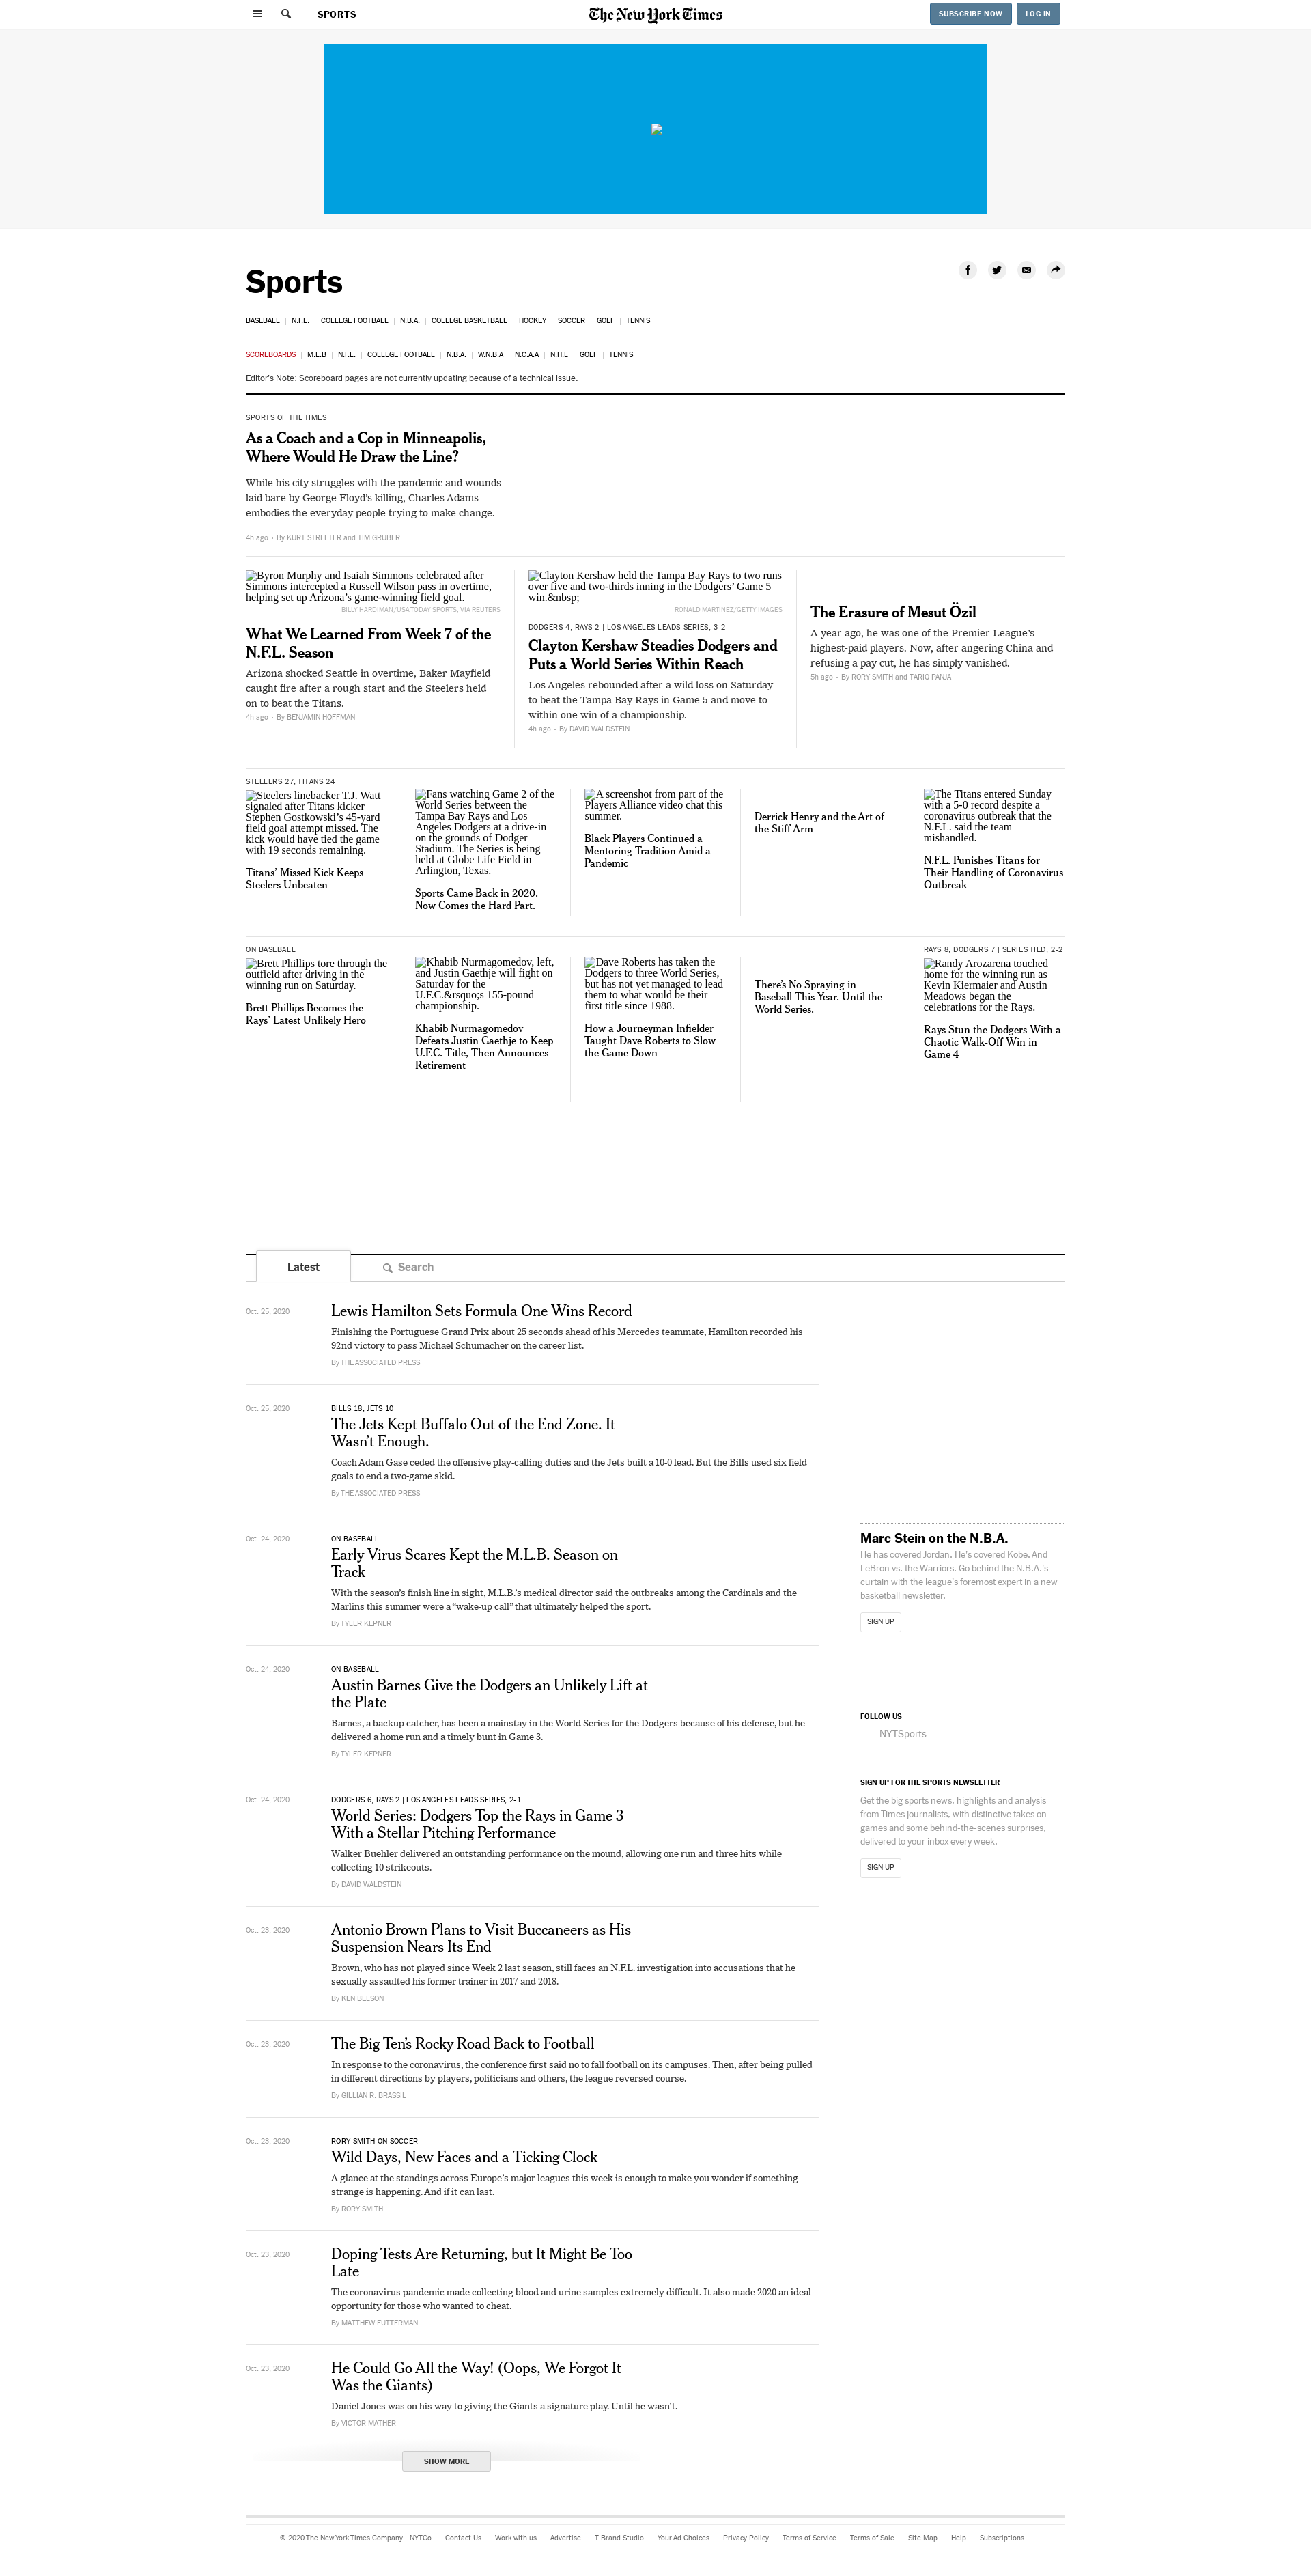 SPORTS
The New York Times
SUBSCRIBE NOW
LOG IN
Sports
BASEBALL
N.F.L.
COLLEGE FOOTBALL
N.B.A.
COLLEGE BASKETBALL
HOCKEY
SOCCER
GOLF
TENNIS
SCOREBOARDS
M.L.B
N.F.L.
COLLEGE FOOTBALL
N.B.A.
W.N.B.A
N.C.A.A
N.H.L
GOLF
TENNIS
Editor's Note: Scoreboard pages are not currently updating because of a technical issue.
SPORTS OF THE TIMES
As a Coach and a Cop in Minneapolis,
Where Would He Draw the Line?
While his city struggles with the pandemic and wounds
laid bare by George Floyd's killing, Charles Adams
embodies the everyday people trying to make change.
4h ago • By KURT STREETER and TIM GRUBER
Byron Murphy and Isaiah Simmons celebrated after
Simmons intercepted a Russell Wilson pass in overtime,
helping set up Arizona's game-winning field goal.
BILLY HARDIMAN/USA TODAY SPORTS, VIA REUTERS
What We Learned From Week 7 of the
N.F.L. Season
Arizona shocked Seattle in overtime, Baker Mayfield
caught fire after a rough start and the Steelers held
on to beat the Titans.
4h ago • By BENJAMIN HOFFMAN
Clayton Kershaw held the Tampa Bay Rays to two runs
over five and two-thirds inning in the Dodgers' Game 5
win.&nbsp;
RONALD MARTINEZ/GETTY IMAGES
DODGERS 4, RAYS 2 | LOS ANGELES LEADS SERIES, 3-2
Clayton Kershaw Steadies Dodgers and
Puts a World Series Within Reach
Los Angeles rebounded after a wild loss on Saturday
to beat the Tampa Bay Rays in Game 5 and move to
within one win of a championship.
4h ago • By DAVID WALDSTEIN
The Erasure of Mesut Özil
A year ago, he was one of the Premier League's
highest-paid players. Now, after angering China and
refusing a pay cut, he has simply vanished.
5h ago • By RORY SMITH and TARIQ PANJA
STEELERS 27, TITANS 24
Steelers linebacker T.J. Watt
signaled after Titans kicker
Stephen Gostkowski's 45-yard
field goal attempt missed. The
kick would have tied the game
with 19 seconds remaining.
Titans' Missed Kick Keeps
Steelers Unbeaten
Fans watching Game 2 of the
World Series between the
Tampa Bay Rays and Los
Angeles Dodgers at a drive-in
on the grounds of Dodger
Stadium. The Series is being
held at Globe Life Field in
Arlington, Texas.
Sports Came Back in 2020.
Now Comes the Hard Part.
A screenshot from part of the
Players Alliance video chat this
summer.
Black Players Continued a
Mentoring Tradition Amid a
Pandemic
Derrick Henry and the Art of
the Stiff Arm
The Titans entered Sunday
with a 5-0 record despite a
coronavirus outbreak that the
N.F.L. said the team
mishandled.
N.F.L. Punishes Titans for
Their Handling of Coronavirus
Outbreak
ON BASEBALL
Brett Phillips tore through the
outfield after driving in the
winning run on Saturday.
Brett Phillips Becomes the
Rays' Latest Unlikely Hero
Khabib Nurmagomedov, left,
and Justin Gaethje will fight on
Saturday for the
U.F.C.&rsquo;s 155-pound
championship.
Khabib Nurmagomedov
Defeats Justin Gaethje to Keep
U.F.C. Title, Then Announces
Retirement
Dave Roberts has taken the
Dodgers to three World Series,
but has not yet managed to lead
them to what would be their
first title since 1988.
How a Journeyman Infielder
Taught Dave Roberts to Slow
the Game Down
There's No Spraying in
Baseball This Year. Until the
World Series.
RAYS 8, DODGERS 7 | SERIES TIED, 2-2
Randy Arozarena touched
home for the winning run as
Kevin Kiermaier and Austin
Meadows began the
celebrations for the Rays.
Rays Stun the Dodgers With a
Chaotic Walk-Off Win in
Game 4
Latest
Search
Oct. 25, 2020
Lewis Hamilton Sets Formula One Wins Record
Finishing the Portuguese Grand Prix about 25 seconds ahead of his Mercedes teammate, Hamilton recorded his
92nd victory to pass Michael Schumacher on the career list.
By THE ASSOCIATED PRESS
Oct. 25, 2020
BILLS 18, JETS 10
The Jets Kept Buffalo Out of the End Zone. It
Wasn't Enough.
Coach Adam Gase ceded the offensive play-calling duties and the Jets built a 10-0 lead. But the Bills used six field
goals to end a two-game skid.
By THE ASSOCIATED PRESS
Oct. 24, 2020
ON BASEBALL
Early Virus Scares Kept the M.L.B. Season on
Track
With the season's finish line in sight, M.L.B.'s medical director said the outbreaks among the Cardinals and the
Marlins this summer were a "wake-up call" that ultimately helped the sport.
By TYLER KEPNER
Oct. 24, 2020
ON BASEBALL
Austin Barnes Give the Dodgers an Unlikely Lift at
the Plate
Barnes, a backup catcher, has been a mainstay in the World Series for the Dodgers because of his defense, but he
delivered a home run and a timely bunt in Game 3.
By TYLER KEPNER
Oct. 24, 2020
DODGERS 6, RAYS 2 | LOS ANGELES LEADS SERIES, 2-1
World Series: Dodgers Top the Rays in Game 3
With a Stellar Pitching Performance
Walker Buehler delivered an outstanding performance on the mound, allowing one run and three hits while
collecting 10 strikeouts.
By DAVID WALDSTEIN
Oct. 23, 2020
Antonio Brown Plans to Visit Buccaneers as His
Suspension Nears Its End
Brown, who has not played since Week 2 last season, still faces an N.F.L. investigation into accusations that he
sexually assaulted his former trainer in 2017 and 2018.
By KEN BELSON
Oct. 23, 2020
The Big Ten's Rocky Road Back to Football
In response to the coronavirus, the conference first said no to fall football on its campuses. Then, after being pulled
in different directions by players, politicians and others, the league reversed course.
By GILLIAN R. BRASSIL
Oct. 23, 2020
RORY SMITH ON SOCCER
Wild Days, New Faces and a Ticking Clock
A glance at the standings across Europe's major leagues this week is enough to make you wonder if something
strange is happening. And if it can last.
By RORY SMITH
Oct. 23, 2020
Doping Tests Are Returning, but It Might Be Too
Late
The coronavirus pandemic made collecting blood and urine samples extremely difficult. It also made 2020 an ideal
opportunity for those who wanted to cheat.
By MATTHEW FUTTERMAN
Oct. 23, 2020
He Could Go All the Way! (Oops, We Forgot It
Was the Giants)
Daniel Jones was on his way to giving the Giants a signature play. Until he wasn't.
By VICTOR MATHER
SHOW MORE
Marc Stein on the N.B.A.
He has covered Jordan. He's covered Kobe. And
LeBron vs. the Warriors. Go behind the N.B.A.'s
curtain with the league's foremost expert in a new
basketball newsletter.
SIGN UP
FOLLOW US
NYTSports
SIGN UP FOR THE SPORTS NEWSLETTER
Get the big sports news, highlights and analysis
from Times journalists, with distinctive takes on
games and some behind-the-scenes surprises,
delivered to your inbox every week.
SIGN UP
© 2020 The New York Times Company
NYTCo
Contact Us
Work with us
Advertise
T Brand Studio
Your Ad Choices
Privacy Policy
Terms of Service
Terms of Sale
Site Map
Help
Subscriptions